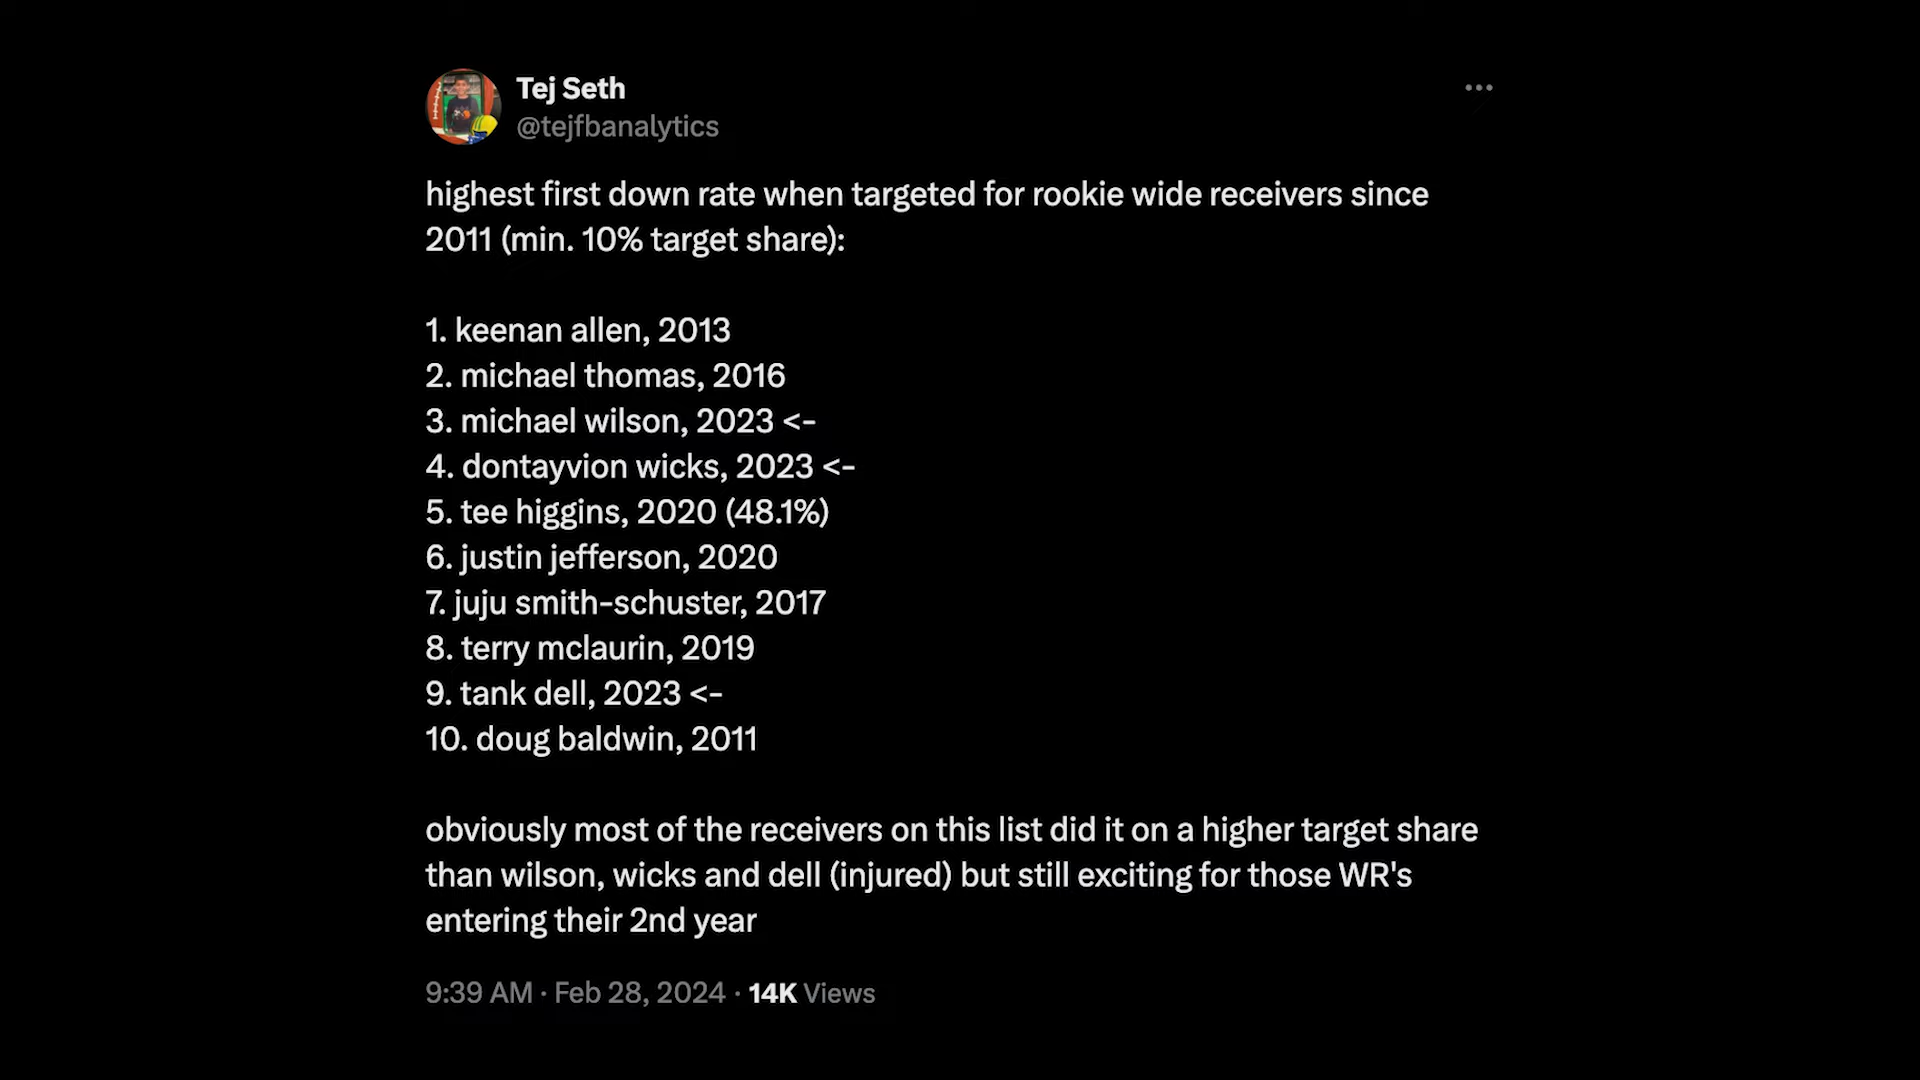 Tej Seth
@tejfbanalytics
highest first down rate when targeted for rookie wide receivers since
2011 (min. 10% target share):
1. keenan allen, 2013
2. michael thomas, 2016
3. michael wilson, 2023 <-
4. dontayvion wicks, 2023 <-
5. tee higgins, 2020 (48.1%)
6. justin jefferson, 2020
7. juju smith-schuster, 2017
8. terry mclaurin, 2019
9. tank dell, 2023 <-
10. doug baldwin, 2011
obviously most of the receivers on this list did it on a higher target share
than wilson, wicks and dell (injured) but still exciting for those WR's
entering their 2nd year
9:39 AM · Feb 28, 2024 · 14K Views